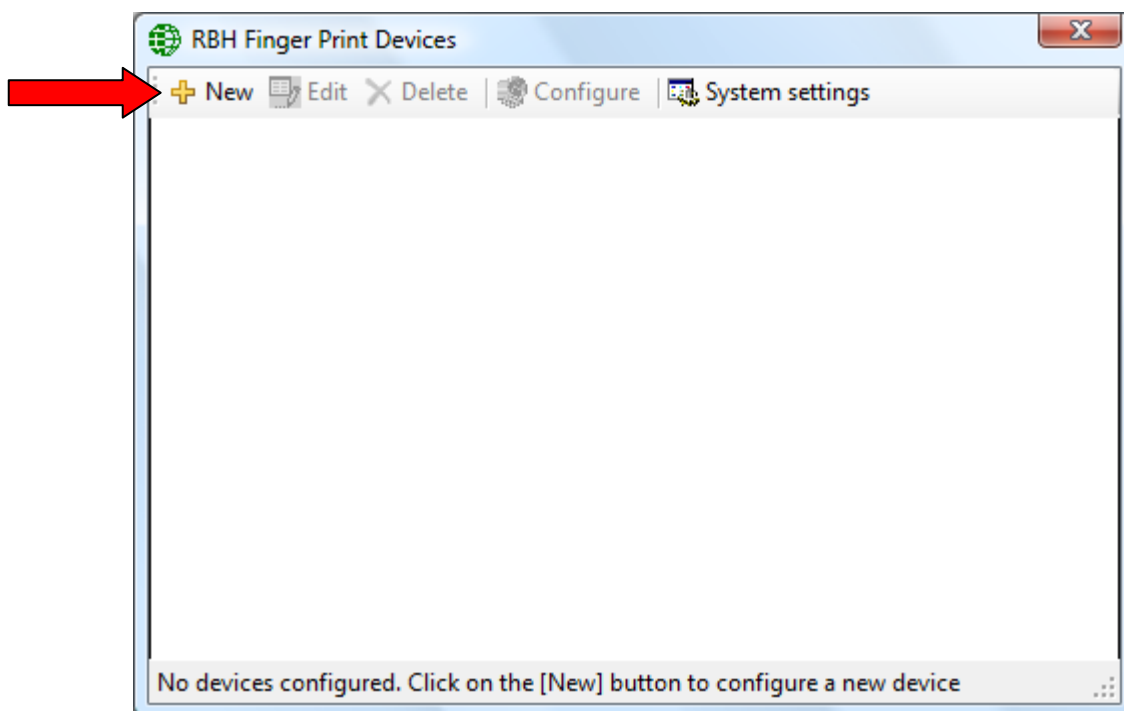 RBH Finger Print Devices
New Edit Delete Configure System settings
No devices configured. Click on the [New] button to configure a new device